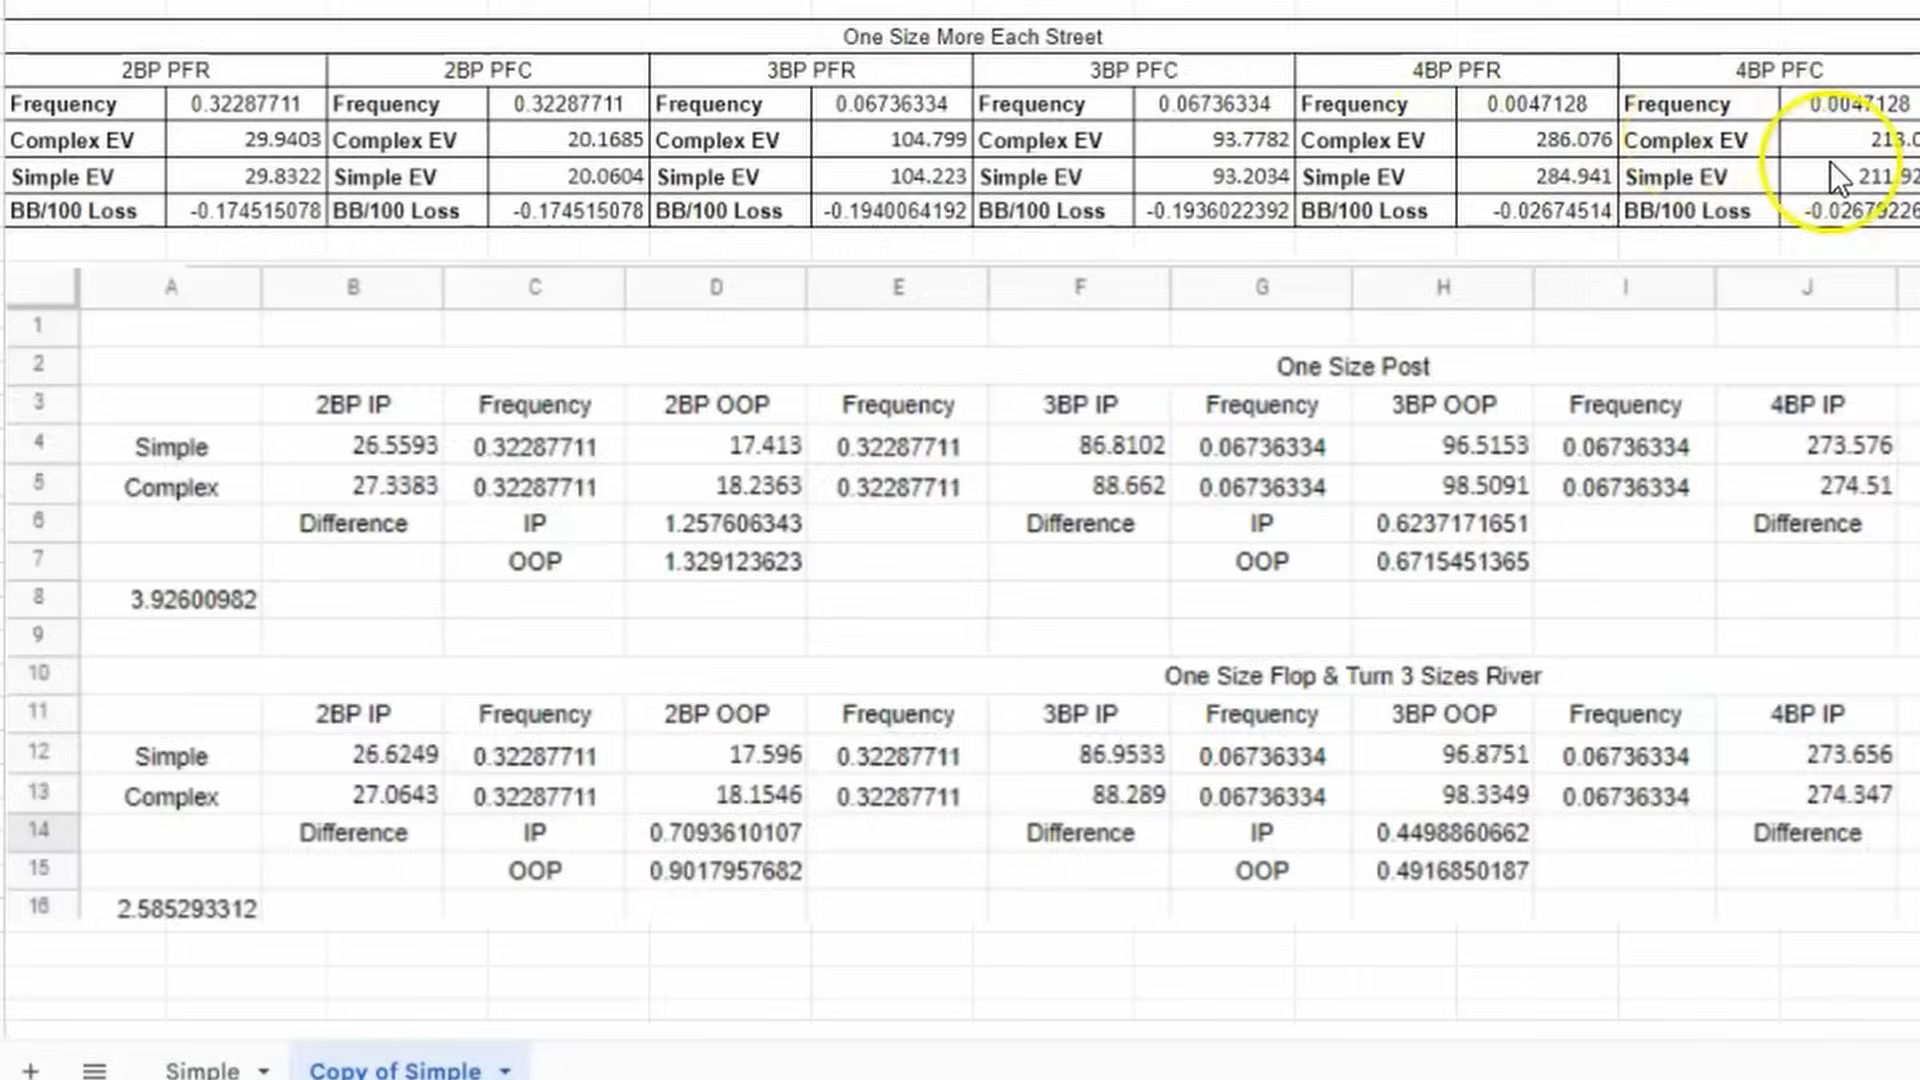 One Size More Each Street
2BP PFR 2BP PFC 3BP PFR 3BP PFC 4BP PFR 4BP PFC
Frequency 0.32287711 Frequency 0.32287711 Frequency 0.06736334 Frequency 0.06736334 Frequency 0.0047128 Frequency 0.0047128
Complex EV 29.9403 Complex EV 20.1685 Complex EV 104.799 Complex EV 93.7782 Complex EV 286.076 Complex EV 213.0
Simple EV 29.8322 Simple EV 20.0604 Simple EV 104.223 Simple EV 93.2034 Simple EV 284.941 Simple EV 211.92
BB/100 Loss -0.174515078 BB/100 Loss -0.174515078 BB/100 Loss -0.1940064192 BB/100 Loss -0.1936022392 BB/100 Loss -0.02674514 BB/100 Loss -0.02679226
A B C D E F G H I J
1
2 One Size Post
3 2BP IP Frequency 2BP OOP Frequency 3BP IP Frequency 3BP OOP Frequency 4BP IP
4 Simple 26.5593 0.32287711 17.413 0.32287711 86.8102 0.06736334 96.5153 0.06736334 273.576
5 Complex 27.3383 0.32287711 18.2363 0.32287711 88.662 0.06736334 98.5091 0.06736334 274.51
6 Difference IP 1.257606343 Difference IP 0.6237171651 Difference
7 OOP 1.329123623 OOP 0.6715451365
8 3.92600982
9
10 One Size Flop & Turn 3 Sizes River
11 2BP IP Frequency 2BP OOP Frequency 3BP IP Frequency 3BP OOP Frequency 4BP IP
12 Simple 26.6249 0.32287711 17.596 0.32287711 86.9533 0.06736334 96.8751 0.06736334 273.656
13 Complex 27.0643 0.32287711 18.1546 0.32287711 88.289 0.06736334 98.3349 0.06736334 274.347
14 Difference IP 0.7093610107 Difference IP 0.4498860662 Difference
15 OOP 0.9017957682 OOP 0.4916850187
16 2.585293312
+ Simple Copy of Simple